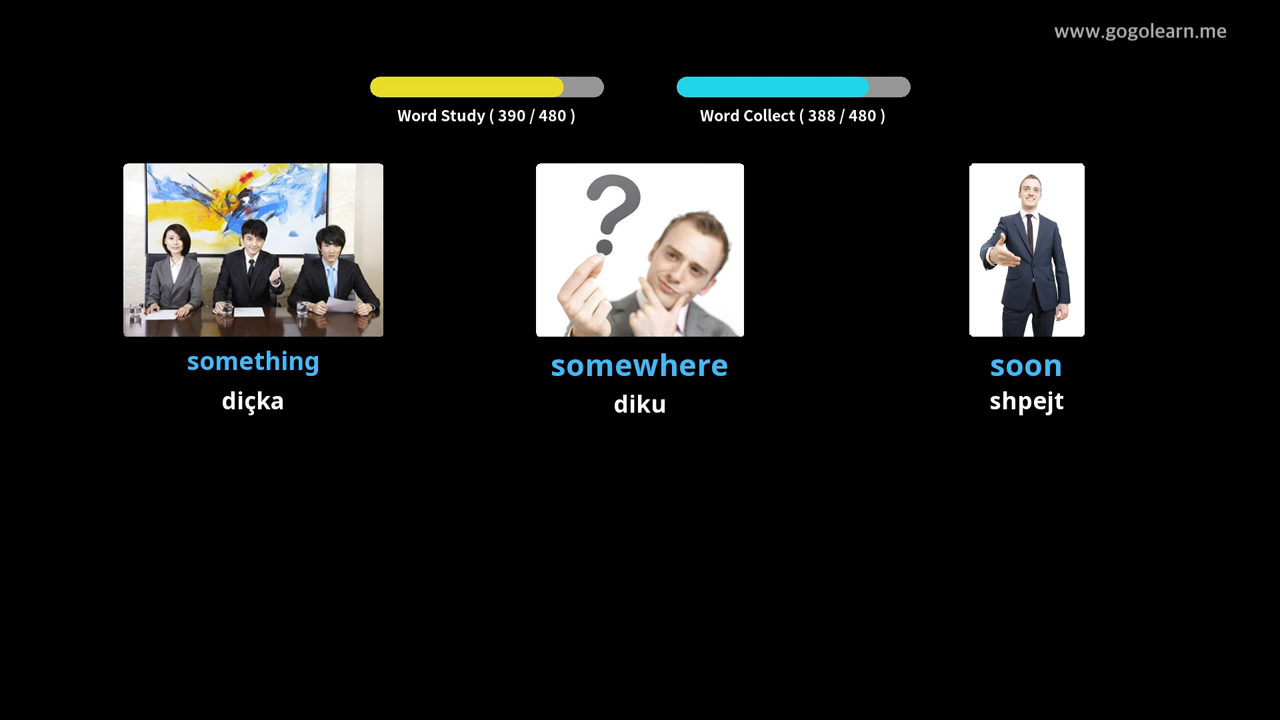 www.gogolearn.me
Word Study ( 390 / 480 )
Word Collect ( 388 / 480 )
something
somewhere
soon
diçka
diku
shpejt